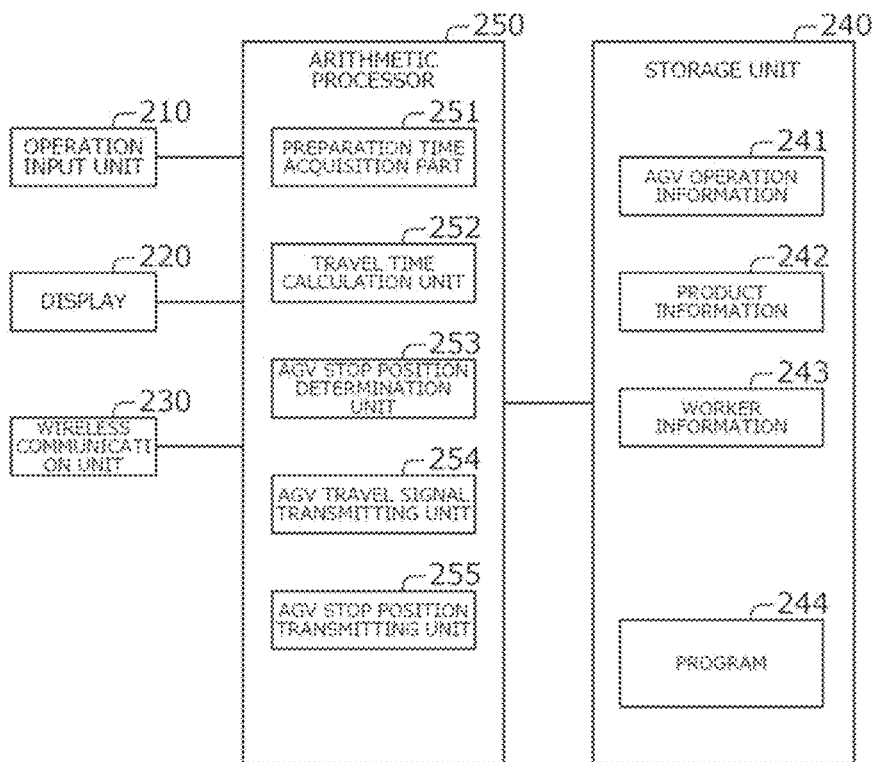 250
ARITHMETIC
PROCESSOR
240
STORAGE UNIT
210
OPERATION
INPUT UNIT
220
DISPLAY
230
WIRELESS
COMMUNICATI
ON UNIT
251
PREPARATION TIME
ACQUISITION PART
252
TRAVEL TIME
CALCULATION UNIT
253
AGV STOP POSITION
DETERMINATION
UNIT
254
AGV TRAVEL SIGNAL
TRANSMITTING UNIT
255
AGV STOP POSITION
TRANSMITTING UNIT
241
AGV OPERATION
INFORMATION
242
PRODUCT
INFORMATION
243
WORKER
INFORMATION
244
PROGRAM